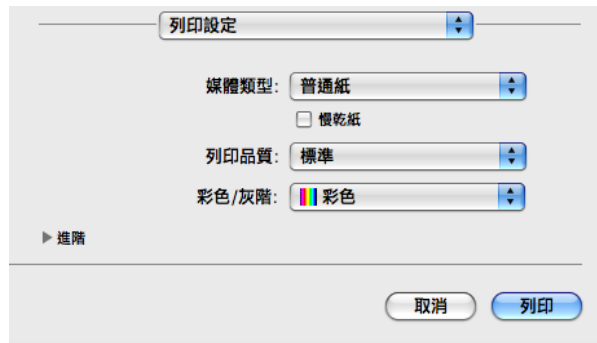 列印設定
媒體類型: 普通紙
慢乾紙
列印品質: 標準
彩色/灰階: 彩色
進階
取消 列印